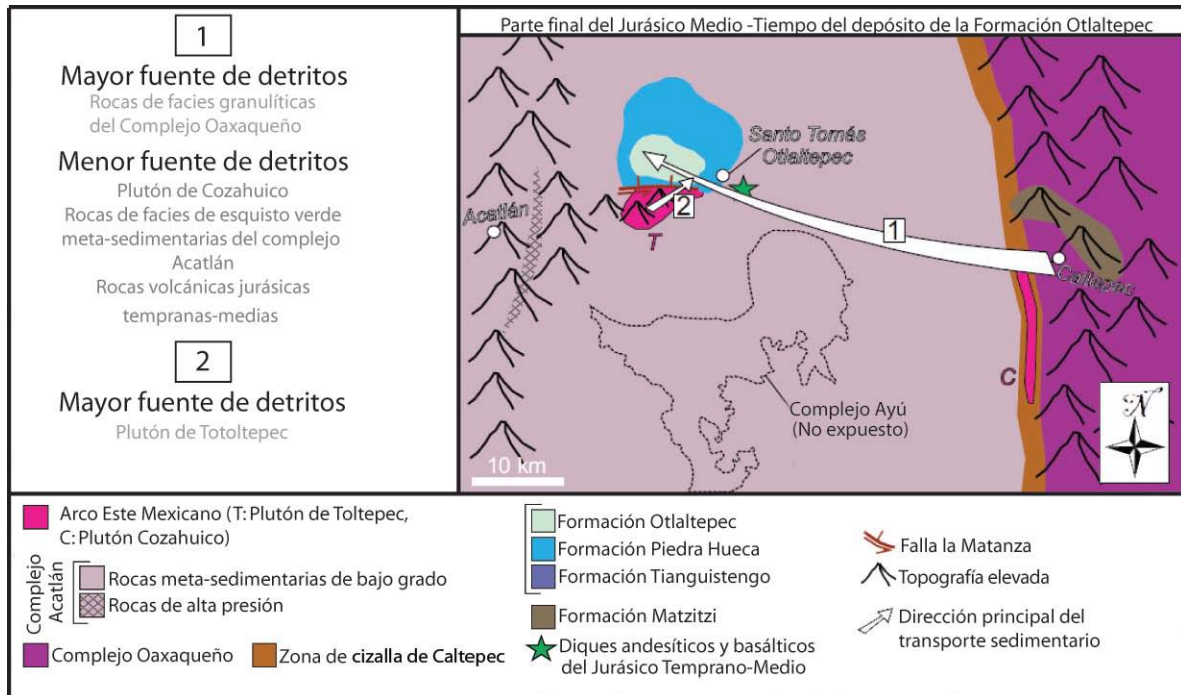 1
Mayor fuente de detritos
Rocas de facies granulíticas
del Complejo Oaxaqueño
Menor fuente de detritos
Plutón de Cozahuico
Rocas de facies de esquisto verde
meta-sedimentarias del complejo
Acatlán
Rocas volcánicas jurásicas
tempranas-medias
2
Mayor fuente de detritos
Plutón de Totoltepec
Parte final del Jurásico Medio -Tiempo del depósito de la Formación Otlaltepec
Santo Tomás
Otlaltepec
Acatlán
2
T
1
Caltepec
C
Complejo Ayú
(No expuesto)
N
10 km
Arco Este Mexicano (T: Plutón de Toltepec,
C: Plutón Cozahuico)
Complejo
Acatlán
Rocas meta-sedimentarias de bajo grado
Rocas de alta presión
Complejo Oaxaqueño
Zona de cizalla de Caltepec
Formación Otlaltepec
Formación Piedra Hueca
Formación Tianguistengo
Formación Matzitzi
Diques andesíticos y basálticos
del Jurásico Temprano-Medio
Falla la Matanza
Topografía elevada
Dirección principal del
transporte sedimentario